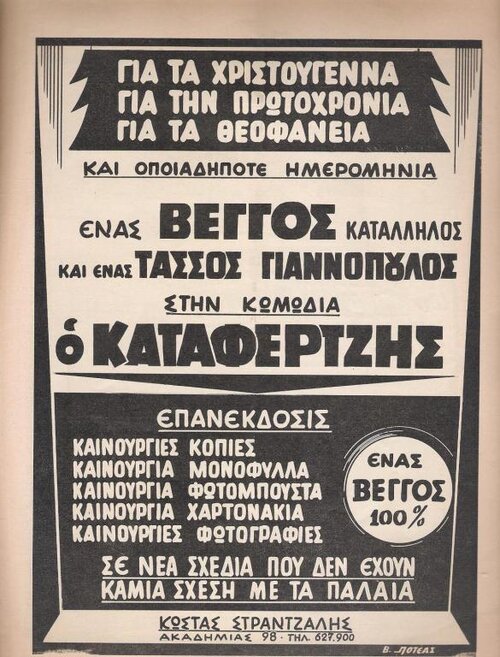 ΓΙΑ ΤΑ ΧΡΙΣΤΟΥΓΕΝΝΑ
ΓΙΑ ΤΗΝ ΠΡΩΤΟΧΡΟΝΙΑ
ΓΙΑ ΤΑ ΘΕΟΦΑΝΕΙΑ
ΚΑΙ ΟΠΟΙΑΔΗΠΟΤΕ ΗΜΕΡΟΜΗΝΙΑ
ΕΝΑΣ ΒΕΓΓΟΣ ΚΑΤΑΛΛΗΛΟΣ
ΚΑΙ ΕΝΑΣ ΤΑΣΣΟΣ ΓΙΑΝΝΟΠΟΥΛΟΣ
ΣΤΗΝ ΚΩΜΩΔΙΑ
ὁ ΚΑΤΑΦΕΡΤΖΗΣ
ΕΠΑΝΕΚΔΟΣΙΣ
ΚΑΙΝΟΥΡΓΙΕΣ ΚΟΠΙΕΣ
ΚΑΙΝΟΥΡΓΙΑ ΜΟΝΟΦΥΛΛΑ
ΚΑΙΝΟΥΡΓΙΑ ΦΩΤΟΜΠΟΥΣΤΑ
ΚΑΙΝΟΥΡΓΙΑ ΧΑΡΤΟΝΑΚΙΑ
ΚΑΙΝΟΥΡΓΙΕΣ ΦΩΤΟΓΡΑΦΙΕΣ
ΕΝΑΣ
ΒΕΓΓΟΣ
100%
ΣΕ ΝΕΑ ΣΧΕΔΙΑ ΠΟΥ ΔΕΝ ΕΧΟΥΝ
ΚΑΜΙΑ ΣΧΕΣΗ ΜΕ ΤΑ ΠΑΛΑΙΑ
ΚΩΣΤΑΣ ΣΤΡΑΝΤΖΑΛΗΣ
ΑΚΑΔΗΜΙΑΣ 98 - ΤΗΛ. 627.900